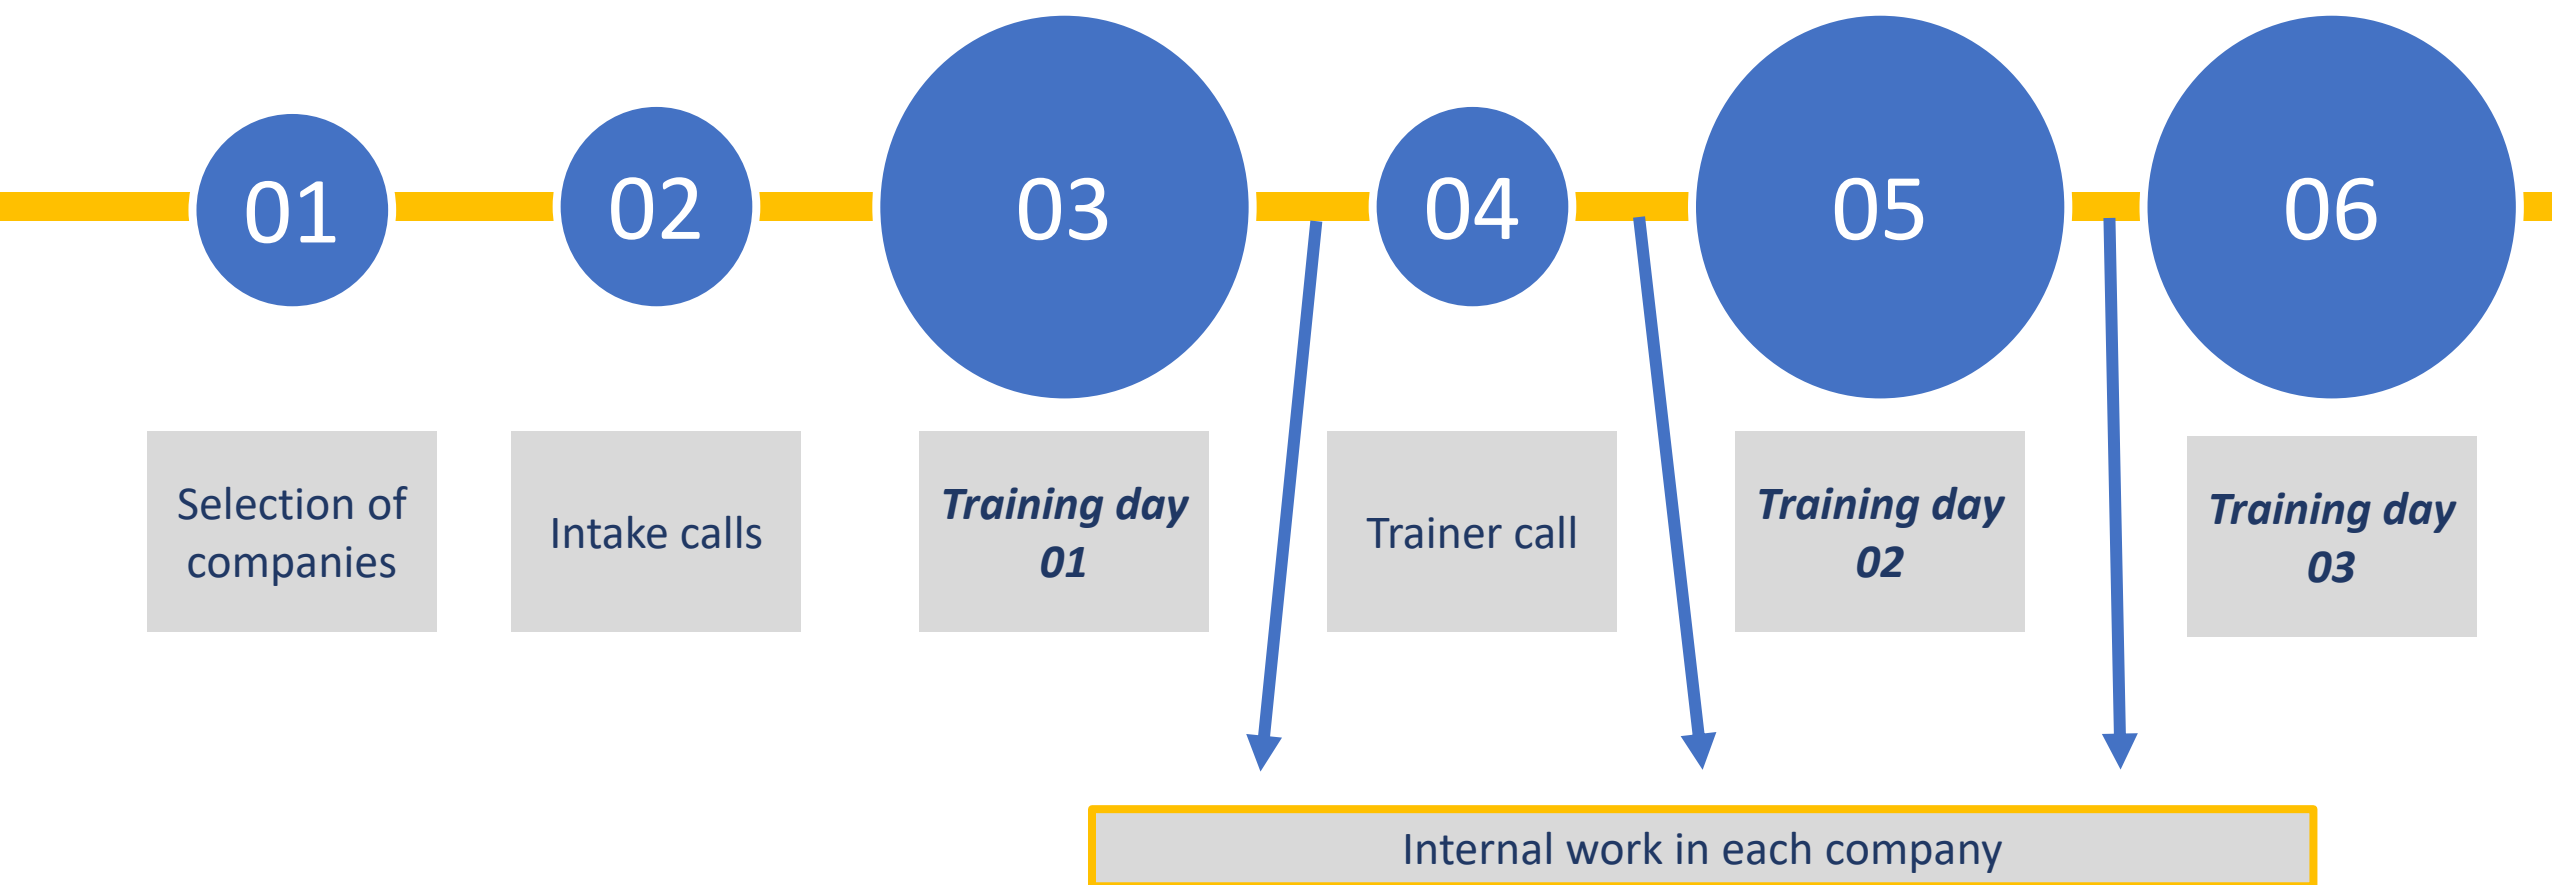 01
02
03
04
05
06
Selection of
companies
Intake calls
Training day
01
Trainer call
Training day
02
Training day
03
Internal work in each company